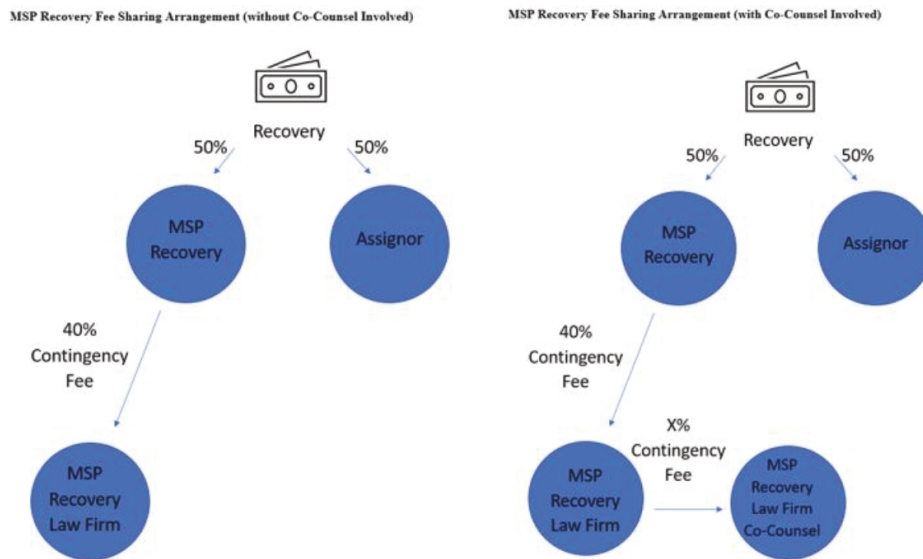 MSP Recovery Fee Sharing Arrangement (without Co-Counsel Involved)
Recovery
50%
50%
MSP
Recovery
Assignor
40%
Contingency
Fee
MSP
Recovery
Law Firm
MSP Recovery Fee Sharing Arrangement (with Co-Counsel Involved)
Recovery
50%
50%
MSP
Recovery
Assignor
40%
Contingency
Fee
X%
Contingency
Fee
MSP
Recovery
Law Firm
MSP
Recovery
Law Firm
Co-Counsel